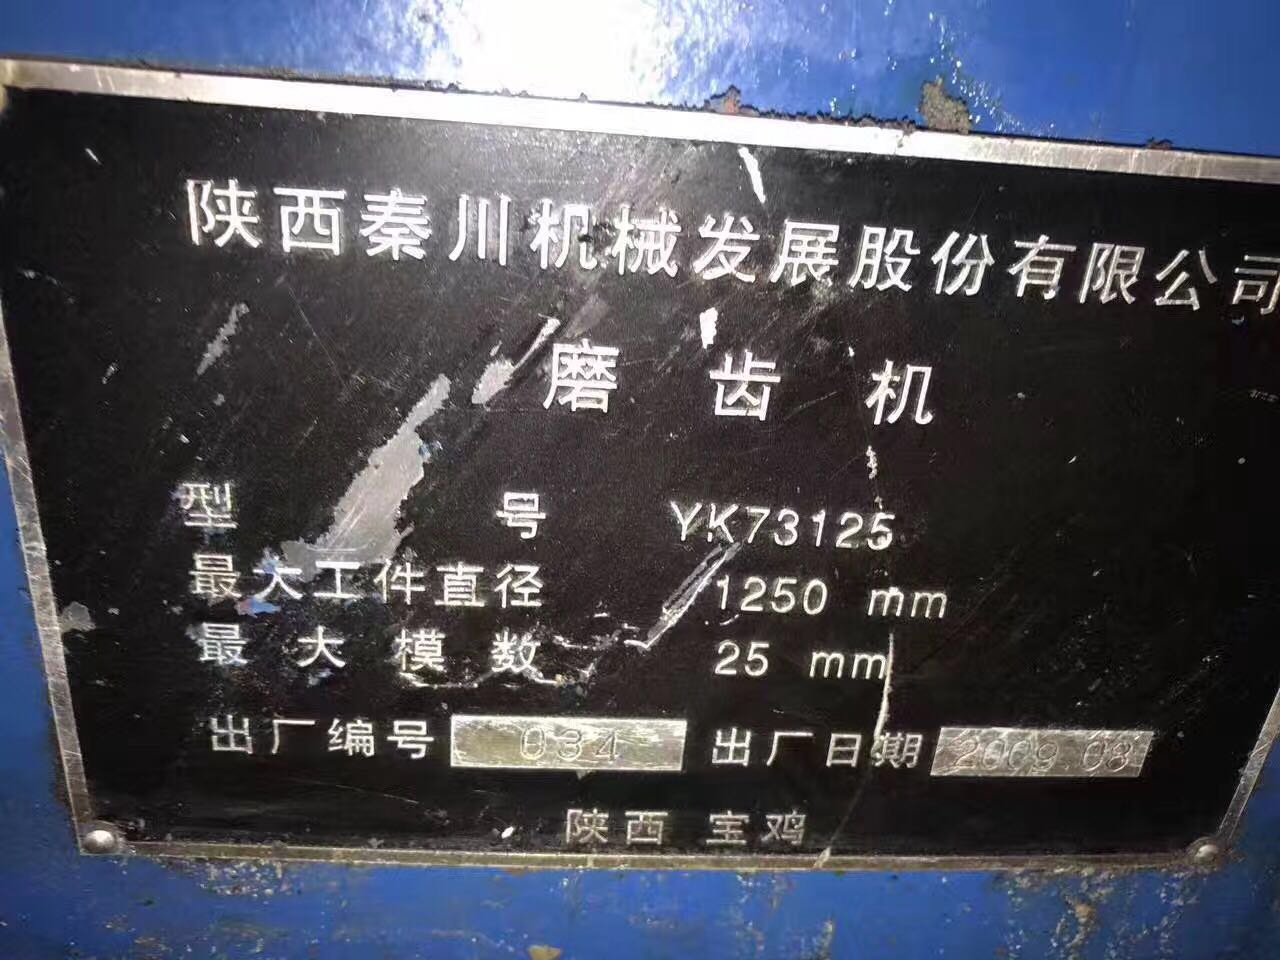 陕西秦川机械发展股份有限公司
磨齿机
型号 YK73125
最大工件直径 1250 mm
最大模数 25 mm
出厂编号 034 出厂日期 2009.08
陕西 宝鸡